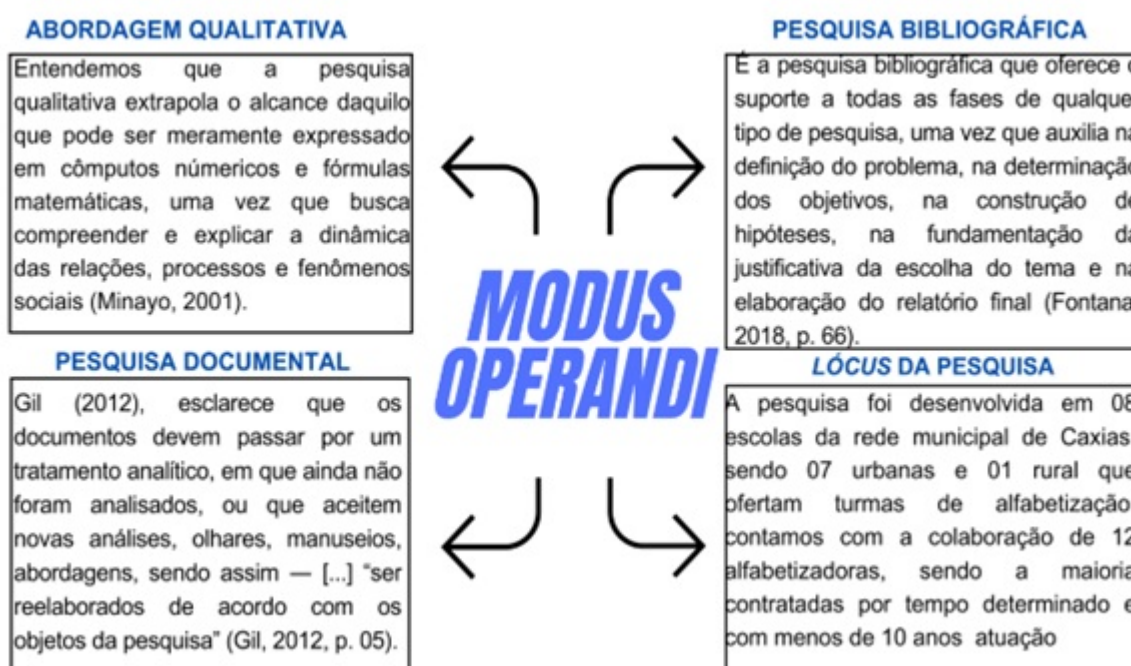 ABORDAGEM QUALITATIVA
Entendemos que a pesquisa
qualitativa extrapola o alcance daquilo
que pode ser meramente expressado
em cômputos númericos e fórmulas
matemáticas, uma vez que busca
compreender e explicar a dinâmica
das relações, processos e fenômenos
sociais (Minayo, 2001).
PESQUISA DOCUMENTAL
Gil (2012), esclarece que os
documentos devem passar por um
tratamento analítico, em que ainda não
foram analisados, ou que aceitem
novas análises, olhares, manuseios,
abordagens, sendo assim — [...] “ser
reelaborados de acordo com os
objetos da pesquisa” (Gil, 2012, p. 05).
MODUS
OPERANDI
PESQUISA BIBLIOGRÁFICA
É a pesquisa bibliográfica que oferece
suporte a todas as fases de
tipo de pesquisa, uma vez que auxilia
definição do problema, na determinação
dos objetivos, na construção
hipóteses, na fundamentação
justificativa da escolha do tema e
elaboração do relatório final (Fontana
2018, p. 66).
LÓCUS DA PESQUISA
A pesquisa foi desenvolvida em 08
escolas da rede municipal de Caxias
sendo 07 urbanas e 01 rural que
ofertam turmas de alfabetização
contamos com a colaboração de 12
alfabetizadoras, sendo a maioria
contratadas por tempo determinado e
com menos de 10 anos atuação